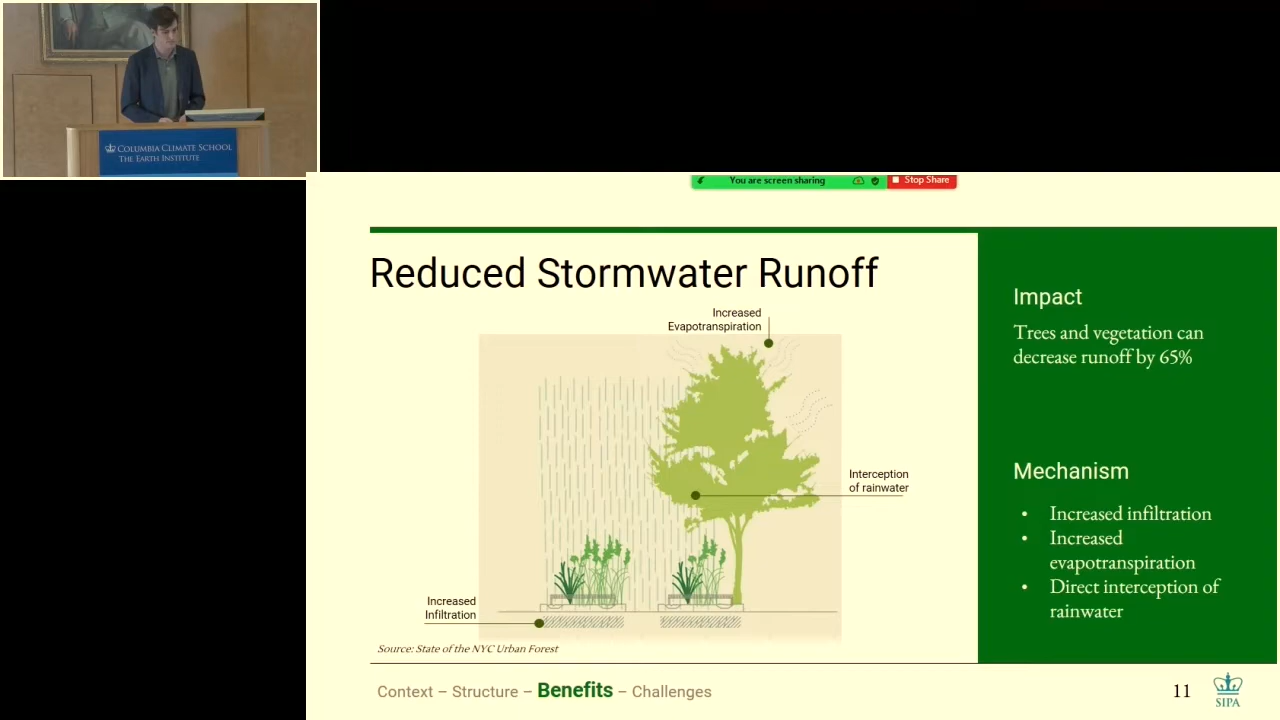 COLUMBIA CLIMATE SCHOOL
THE EARTH INSTITUTE
You are screen sharing
Stop Share
Reduced Stormwater Runoff
Increased
Evapotranspiration
Interception
of rainwater
Increased
Infiltration
Source: State of the NYC Urban Forest
Impact
Trees and vegetation can
decrease runoff by 65%
Mechanism
• Increased infiltration
• Increased
evapotranspiration
• Direct interception of
rainwater
Context – Structure – Benefits – Challenges
11
SIPA